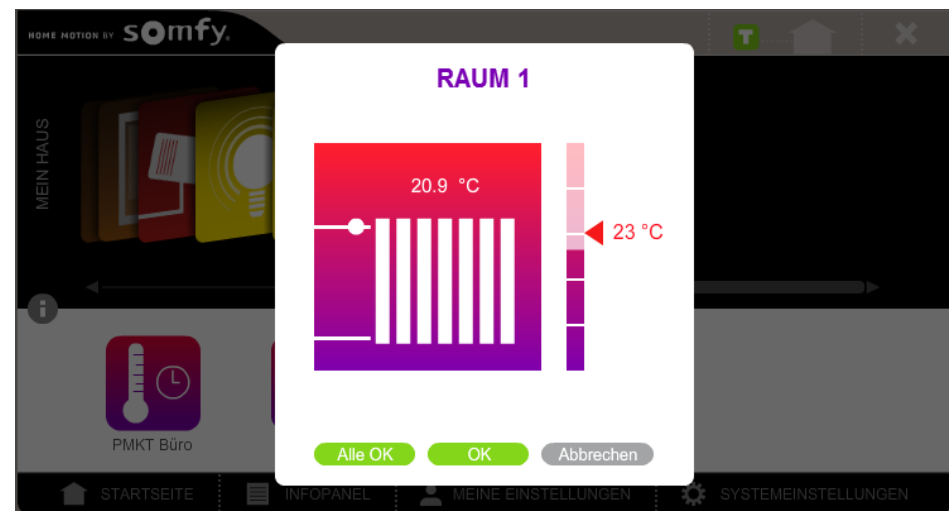 HOME MOTION BY somfy.
T
RAUM 1
MEIN HAUS
20.9 °C
23 °C
i
PMKT Büro
Alle OK
OK
Abbrechen
STARTSEITE
INFOPANEL
MEINE EINSTELLUNGEN
SYSTEMEINSTELLUNGEN